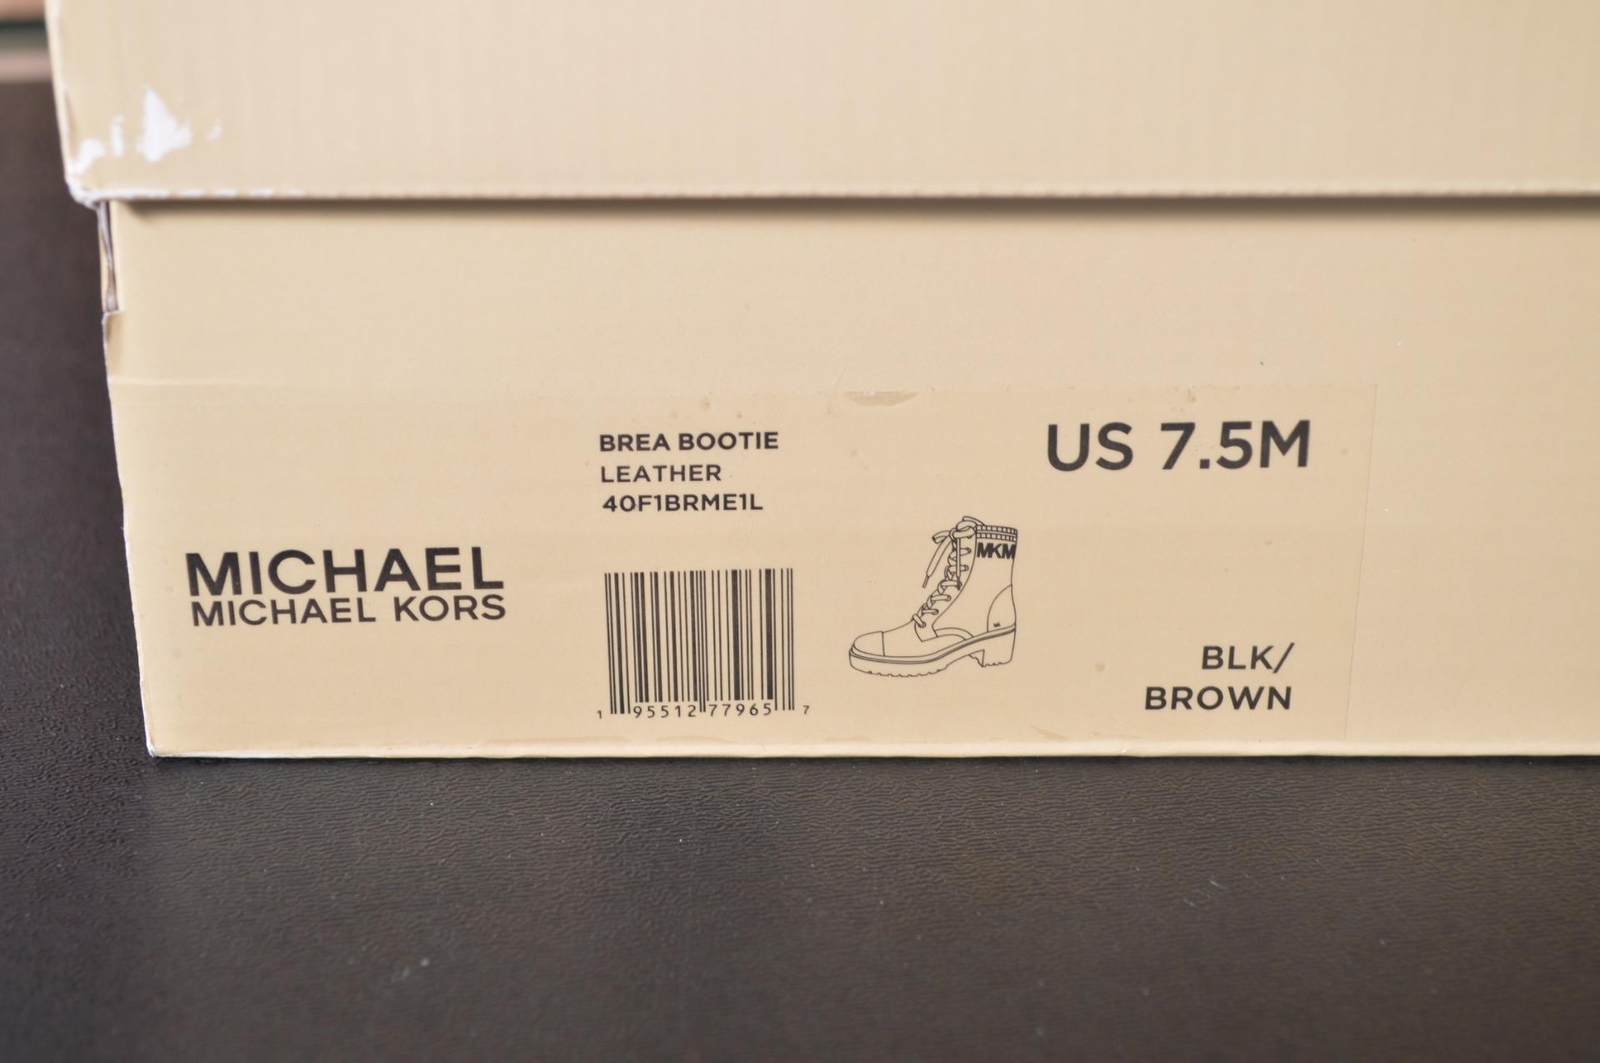 BREA BOOTIE
LEATHER
40F1BRME1L
US 7.5M
MICHAEL
MICHAEL KORS
MKM
1 95512 77965 7
BLK/
BROWN